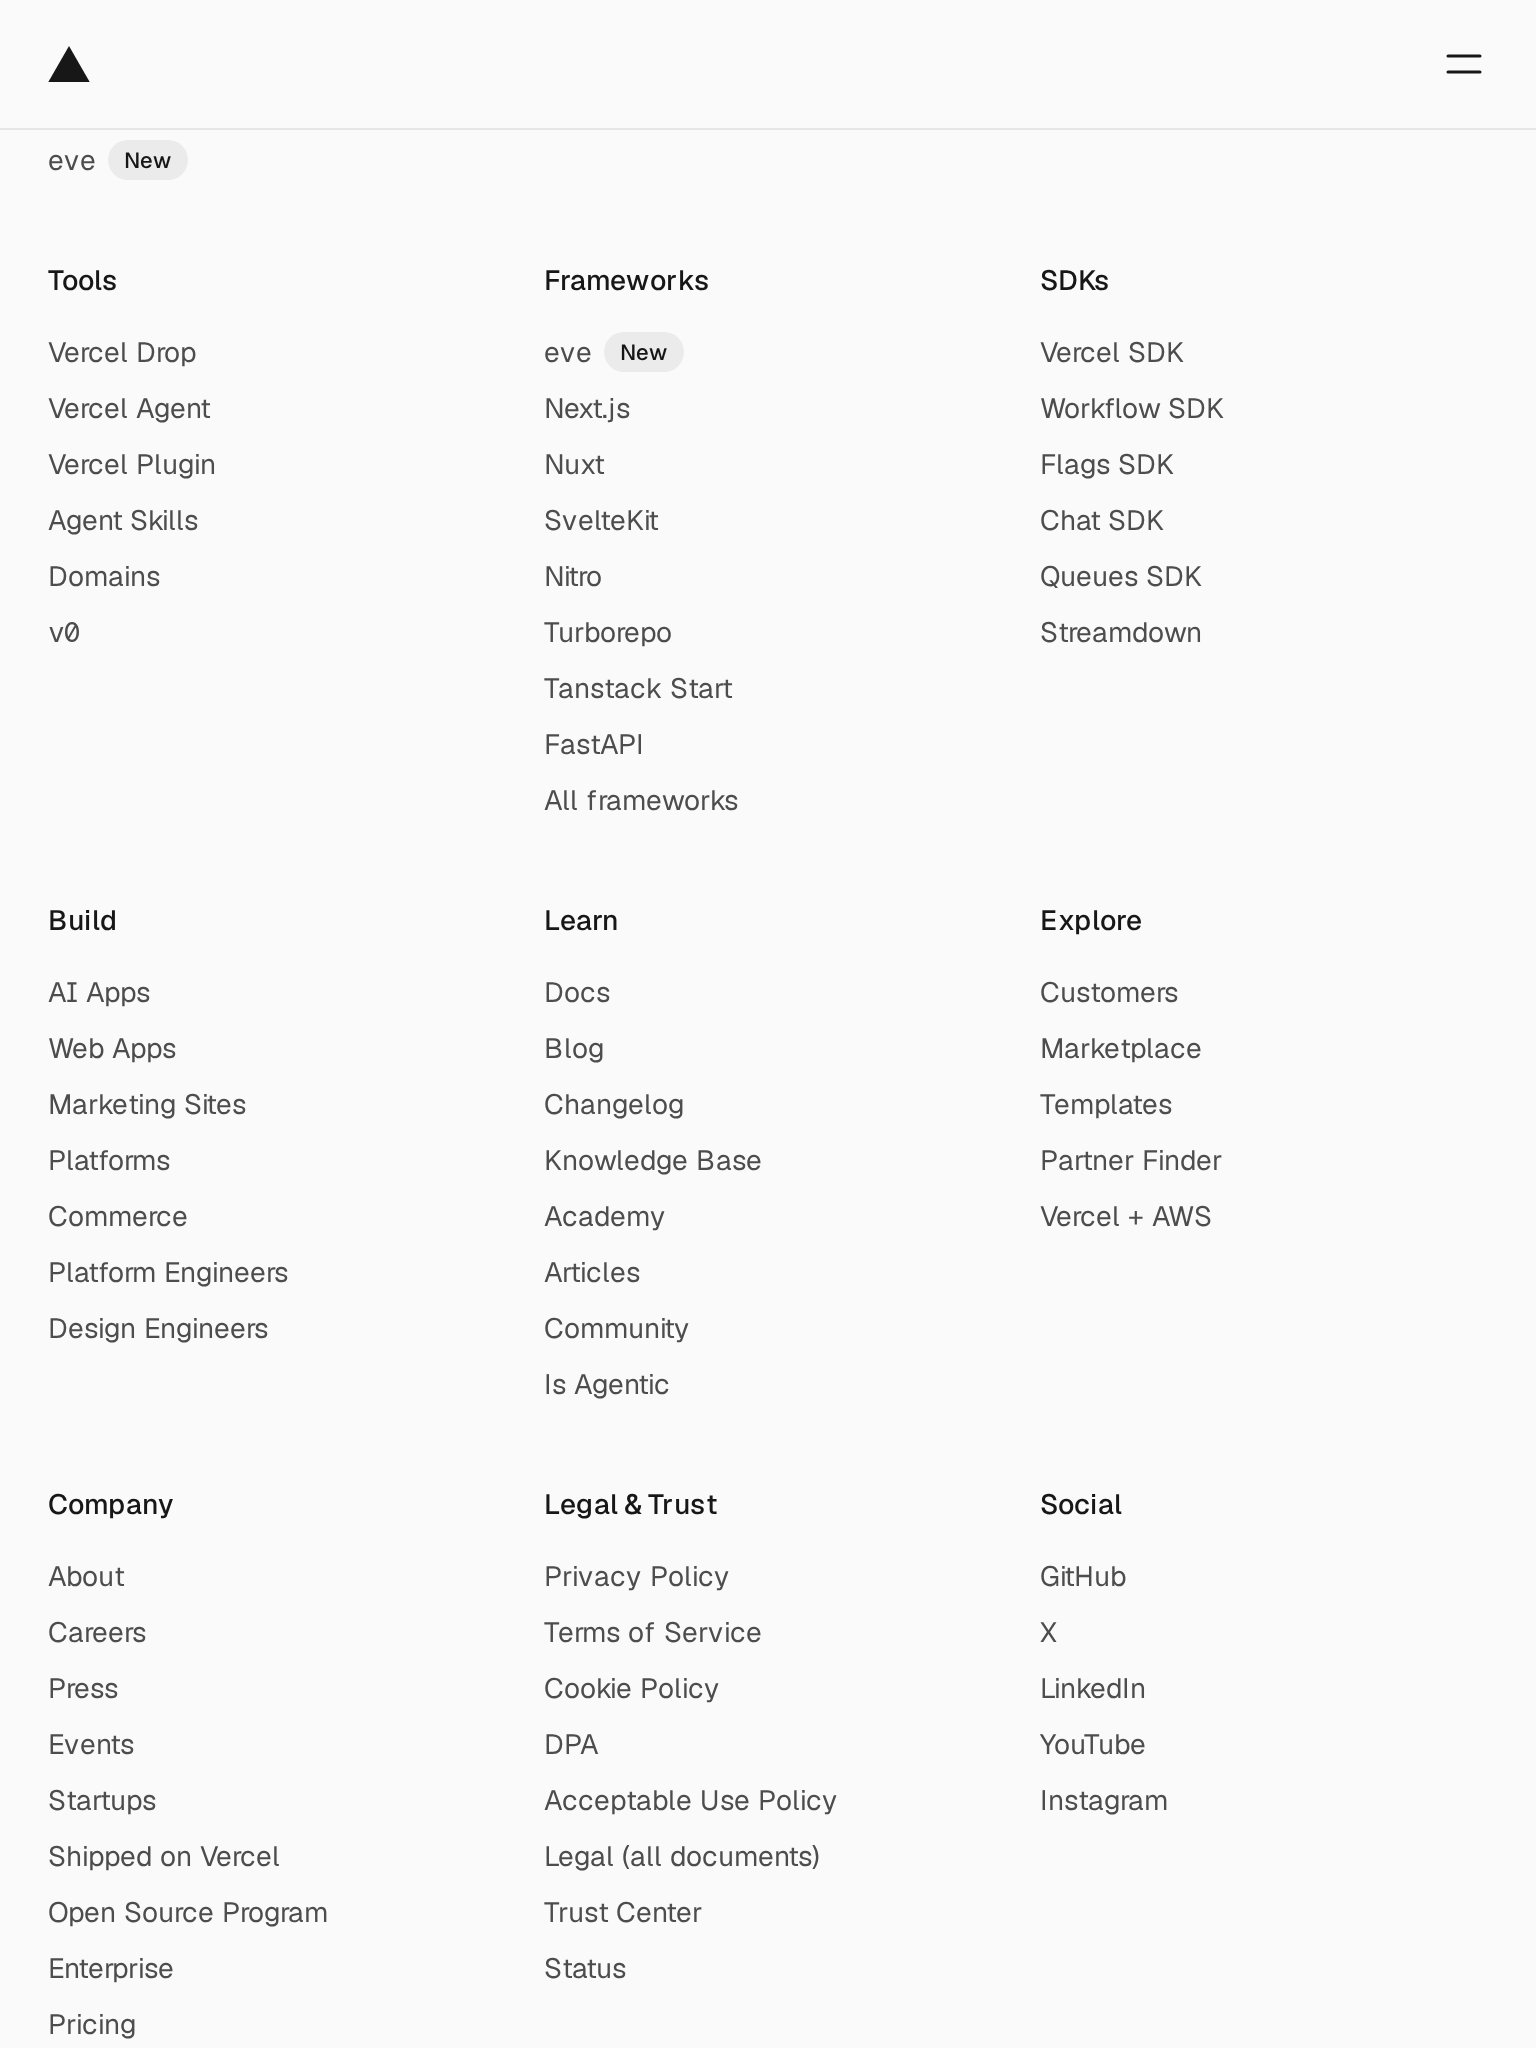 eve New
Tools
Vercel Drop
Vercel Agent
Vercel Plugin
Agent Skills
Domains
v0
Frameworks
eve New
Next.js
Nuxt
SvelteKit
Nitro
Turborepo
Tanstack Start
FastAPI
All frameworks
SDKs
Vercel SDK
Workflow SDK
Flags SDK
Chat SDK
Queues SDK
Streamdown
Build
AI Apps
Web Apps
Marketing Sites
Platforms
Commerce
Platform Engineers
Design Engineers
Learn
Docs
Blog
Changelog
Knowledge Base
Academy
Articles
Community
Is Agentic
Explore
Customers
Marketplace
Templates
Partner Finder
Vercel + AWS
Company
About
Careers
Press
Events
Startups
Shipped on Vercel
Open Source Program
Enterprise
Pricing
Legal & Trust
Privacy Policy
Terms of Service
Cookie Policy
DPA
Acceptable Use Policy
Legal (all documents)
Trust Center
Status
Social
GitHub
X
LinkedIn
YouTube
Instagram